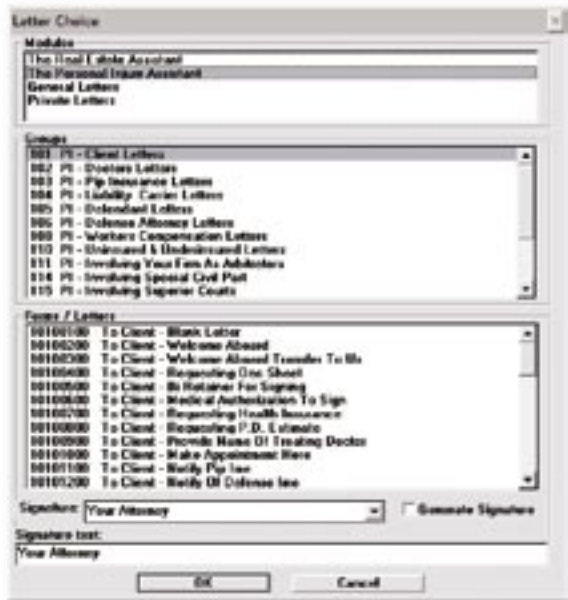 Letter Choice
Modules
The Real Estate Assistant
The Personal Injury Assistant
General Letters
Private Letters
Groups
001 PI - Client Letters
002 PI - Doctors Letters
003 PI - Pip Insurance Letters
004 PI - Liability Carrier Letters
005 PI - Defendant Letters
006 PI - Defense Attorney Letters
PI - Workers Compensation Letters
010 PI - Uninsured & Underinsured Letters
011 PI - Involving Your Firm As Arbitrators
014 PI - Involving Special Civil Part
015 PI - Involving Superior Courts
Forms / Letters
00100100 To Client - Blank Letter
00100200 To Client - Welcome Aboard
00100300 To Client - Welcome Aboard Transfer To Us
00100400 To Client - Requesting Dec Sheet
00100500 To Client - Retainer For Signing
00100600 To Client - Medical Authorization To Sign
00100700 To Client - Requesting Health Insurance
00100800 To Client - Requesting P.D. Estimate
00100900 To Client - Provide Name Of Treating Doctor
00101000 To Client - Make Appointment Here
00101100 To Client - Notify Pip Ime
00101200 To Client - Notify Of Defense Ime
Signature: Your Attorney
Generate Signature
Signature text:
Your Attorney
OK
Cancel